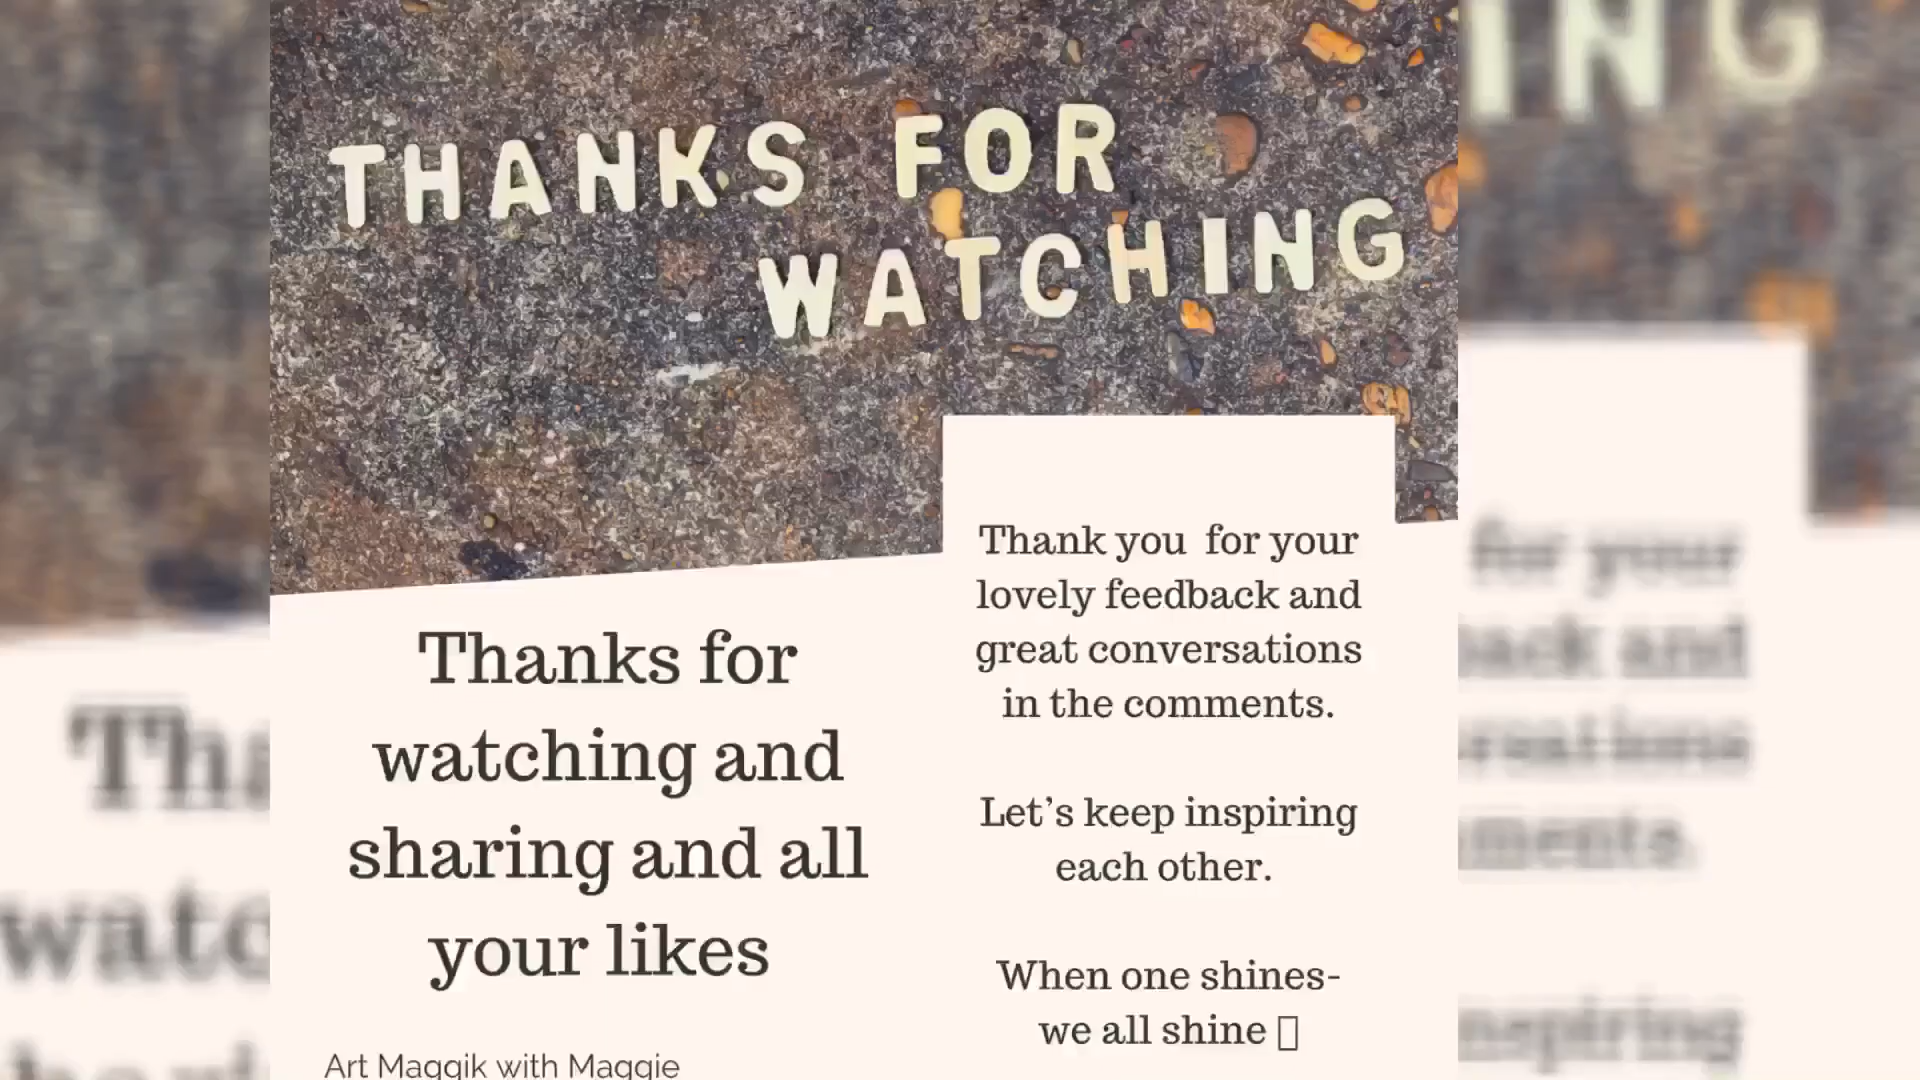 THANKS FOR
WATCHING
Thanks for
watching and
sharing and all
your likes
Art Maggik with Maggie
Thank you  for your
lovely feedback and
great conversations
in the comments.
Let’s keep inspiring
each other.
When one shines-
we all shine